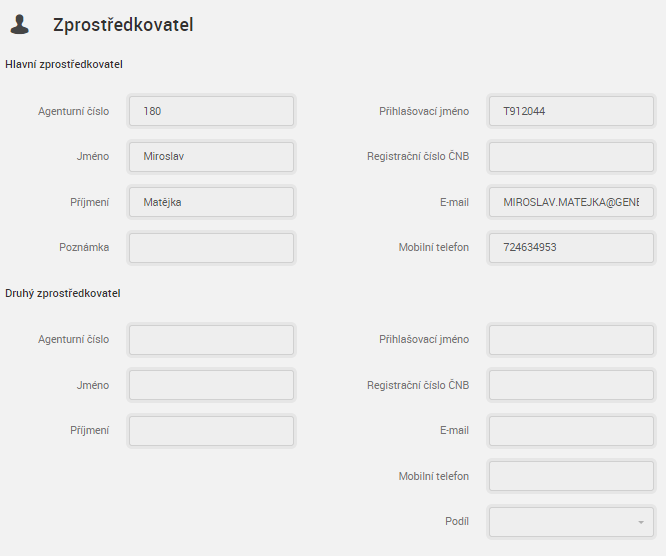 Zprostředkovatel
Hlavní zprostředkovatel
Agenturní číslo 180 Přihlašovací jméno T912044
Jméno Miroslav Registrační číslo ČNB
Příjmení Matějka E-mail MIROSLAV.MATEJKA@GENE
Poznámka Mobilní telefon 724634953
Druhý zprostředkovatel
Agenturní číslo Přihlašovací jméno
Jméno Registrační číslo ČNB
Příjmení E-mail
Mobilní telefon
Podíl